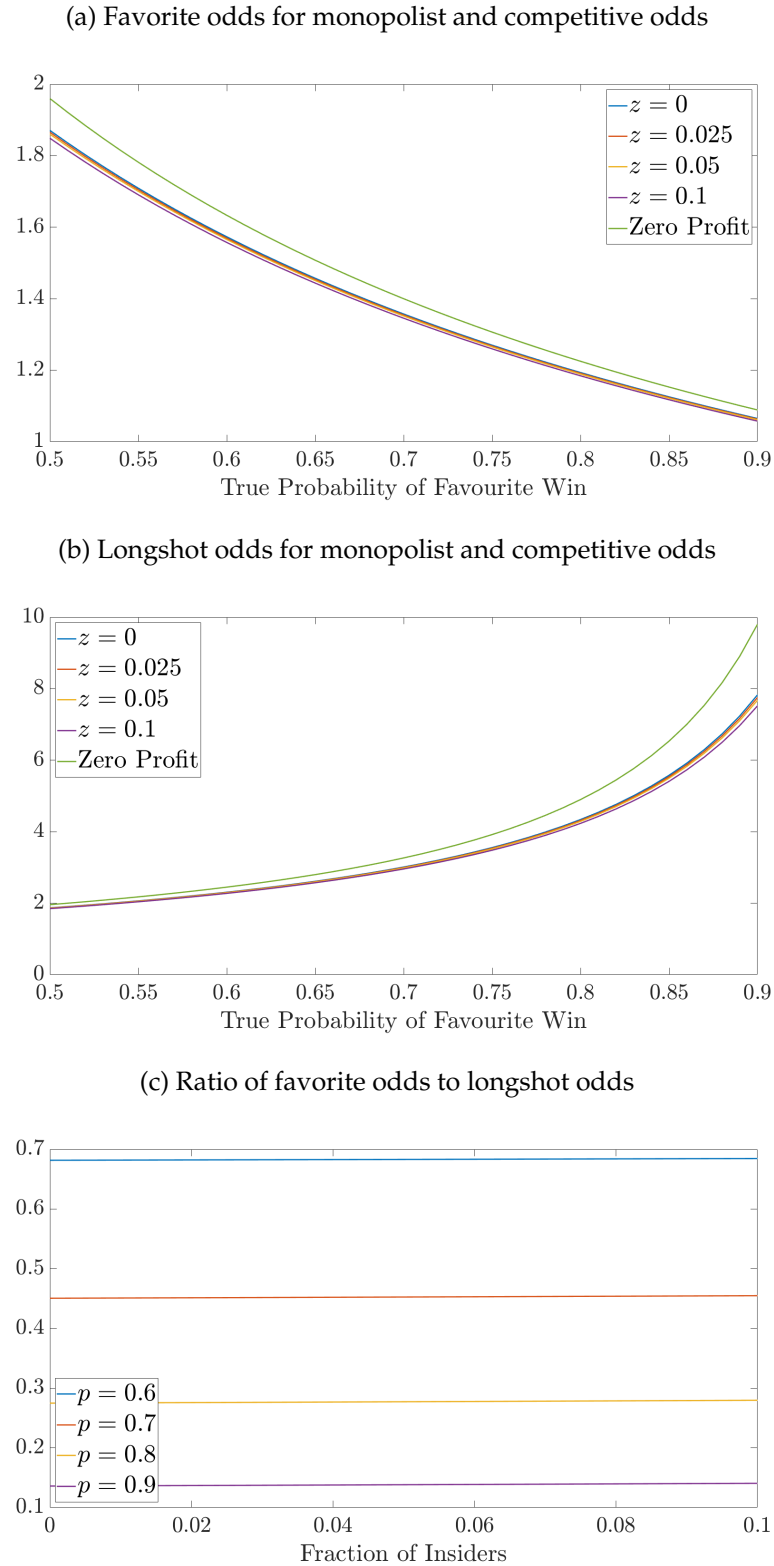 (a) Favorite odds for monopolist and competitive odds
2
1.8
1.6
1.4
1.2
1
z = 0
z = 0.025
z = 0.05
z = 0.1
Zero Profit
0.5 0.55 0.6 0.65 0.7 0.75 0.8 0.85 0.9
True Probability of Favourite Win
(b) Longshot odds for monopolist and competitive odds
10
8
6
4
2
0
z = 0
z = 0.025
z = 0.05
z = 0.1
Zero Profit
0.5 0.55 0.6 0.65 0.7 0.75 0.8 0.85 0.9
True Probability of Favourite Win
(c) Ratio of favorite odds to longshot odds
0.7
0.6
0.5
0.4
0.3
0.2
0.1
p = 0.6
p = 0.7
p = 0.8
p = 0.9
0 0.02 0.04 0.06 0.08 0.1
Fraction of Insiders